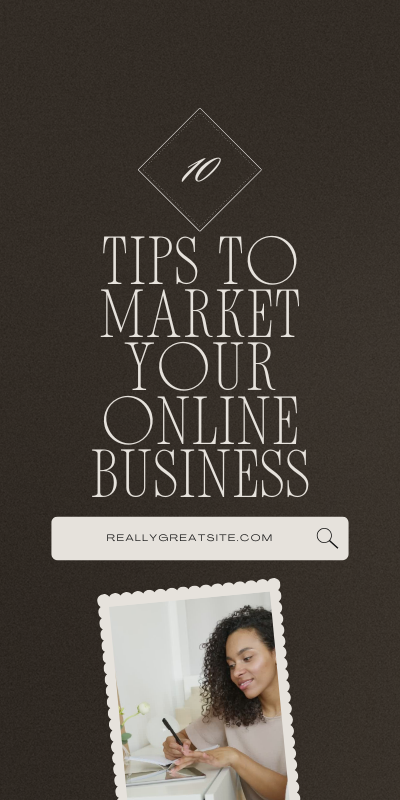 10
TIPS TO
MARKET
YOUR
ONLINE
BUSINESS
REALLYGREATSITE.COM